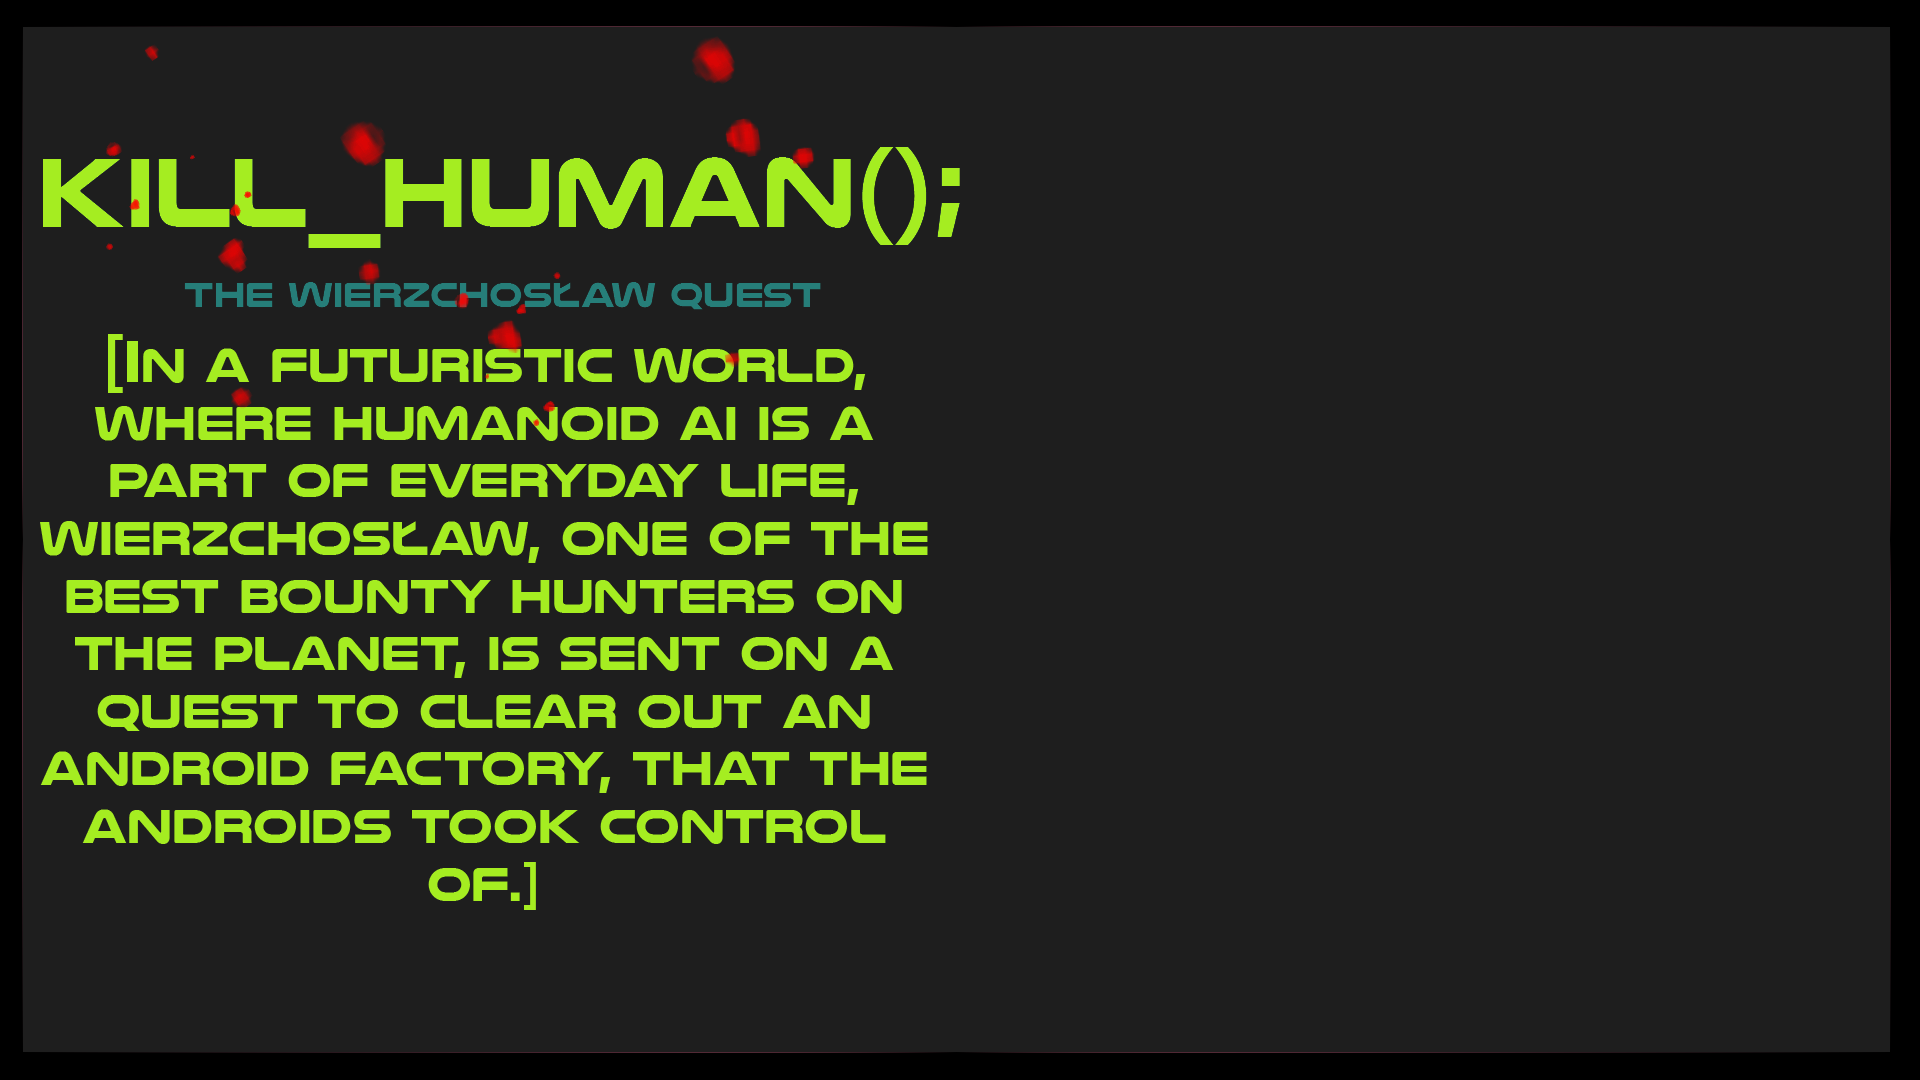 KILL_HUMAN();
THE WIERZCHOSŁAW QUEST
[IN A FUTURISTIC WORLD,
WHERE HUMANOID AI IS A
PART OF EVERYDAY LIFE,
WIERZCHOSŁAW, ONE OF THE
BEST BOUNTY HUNTERS ON
THE PLANET, IS SENT ON A
QUEST TO CLEAR OUT AN
ANDROID FACTORY, THAT THE
ANDROIDS TOOK CONTROL
OF.]